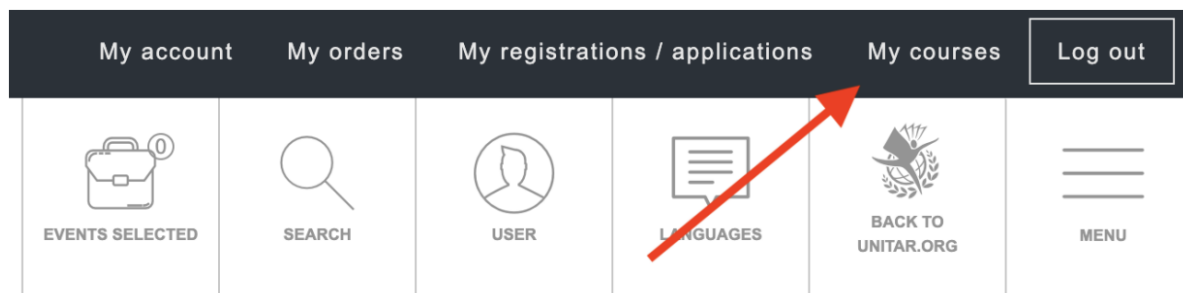 My account My orders My registrations / applications My courses Log out
0
EVENTS SELECTED SEARCH USER LANGUAGES BACK TO UNITAR.ORG MENU